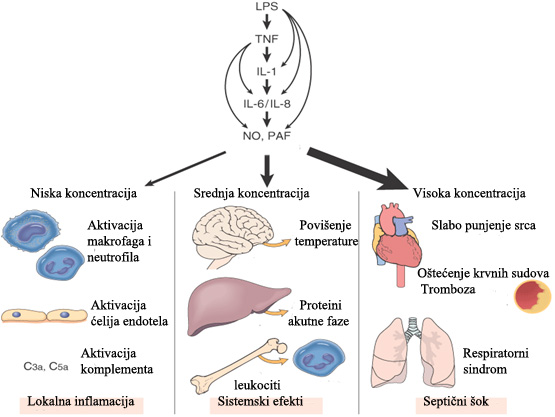 LPS
TNF
IL-1
IL-6/IL-8
NO, PAF
Niska koncentracija
Aktivacija
makrofaga i
neutrofila
Aktivacija
ćelija endotela
Aktivacija
komplementa
C3a, C5a
Lokalna inflamacija
Srednja koncentracija
Povišenje
temperature
Proteini
akutne faze
leukociti
Sistemski efekti
Visoka koncentracija
Slabo punjenje srca
Oštećenje krvnih sudova
Tromboza
Respiratorni
sindrom
Septični šok